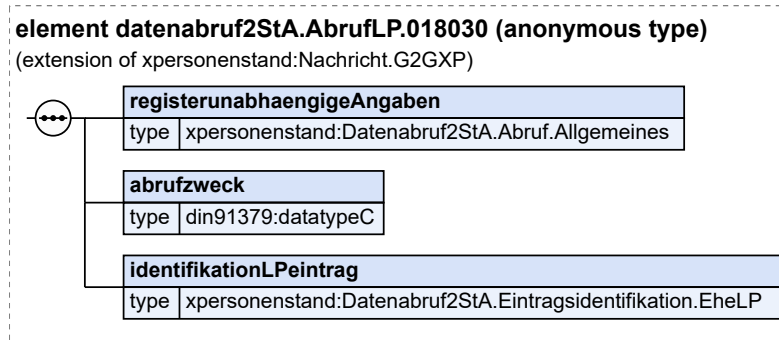 element datenabruf2StA.AbrufLP.018030 (anonymous type)
(extension of xpersonenstand:Nachricht.G2GXP)
registerunabhaengigeAngaben
type xpersonenstand:Datenabruf2StA.Abruf.Allgemeines
abrufzweck
type din91379:datatypeC
identifikationLPeintrag
type xpersonenstand:Datenabruf2StA.Eintragsidentifikation.EheLP